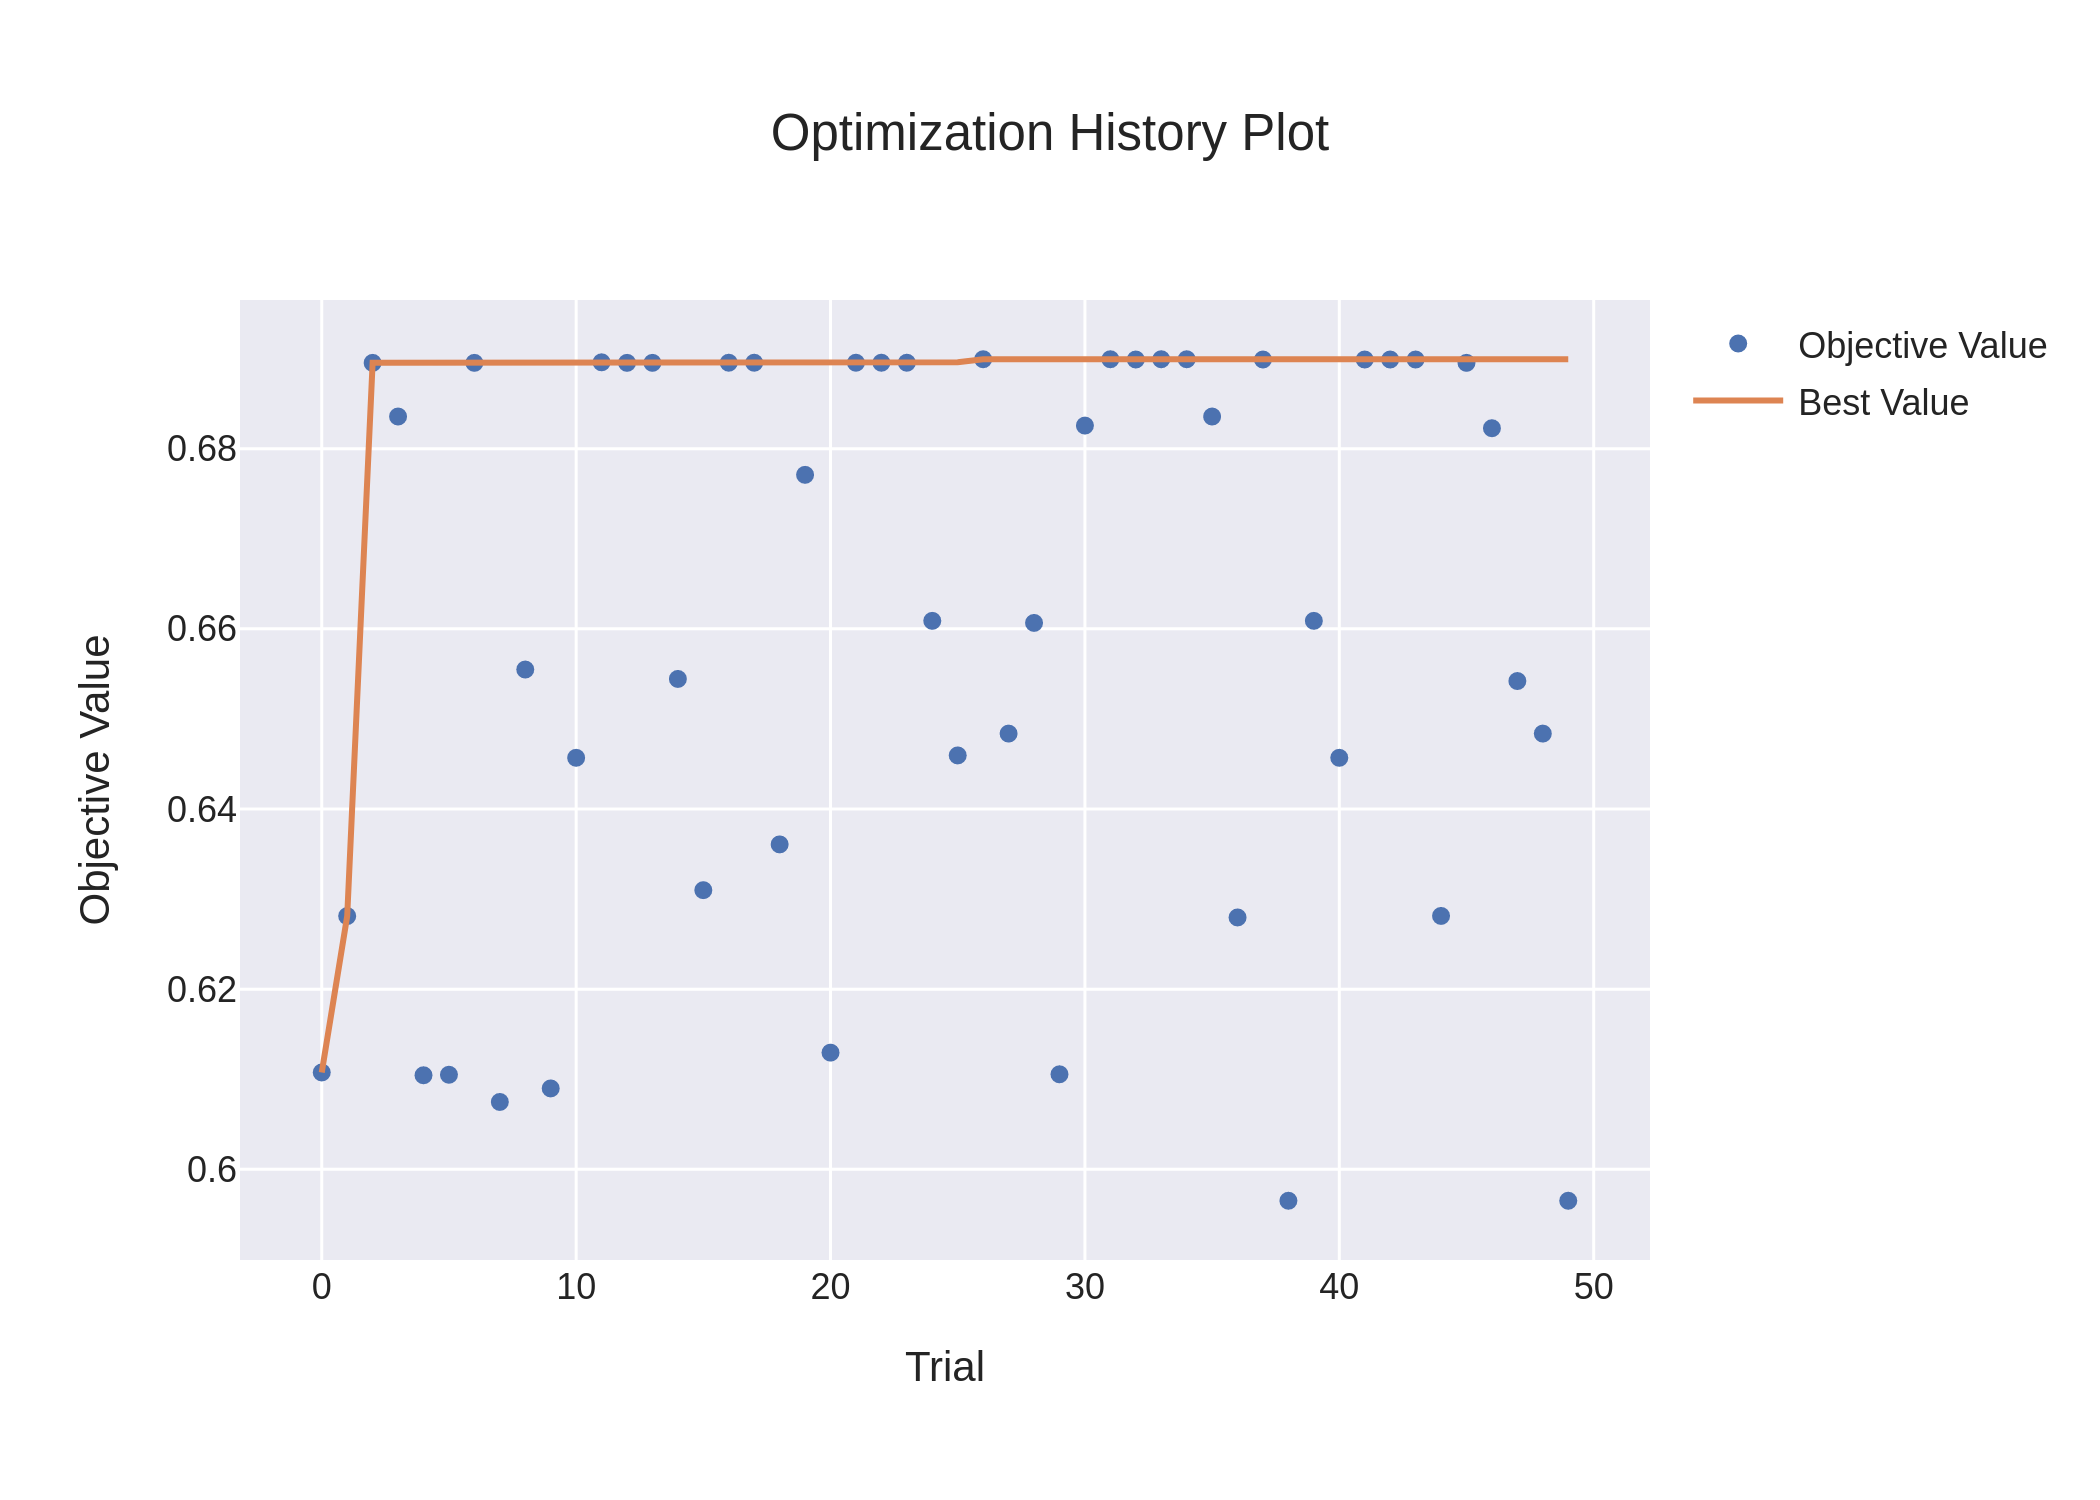 Optimization History Plot
Objective Value
Best Value
Objective Value
0.68
0.66
0.64
0.62
0.6
0 10 20 30 40 50
Trial